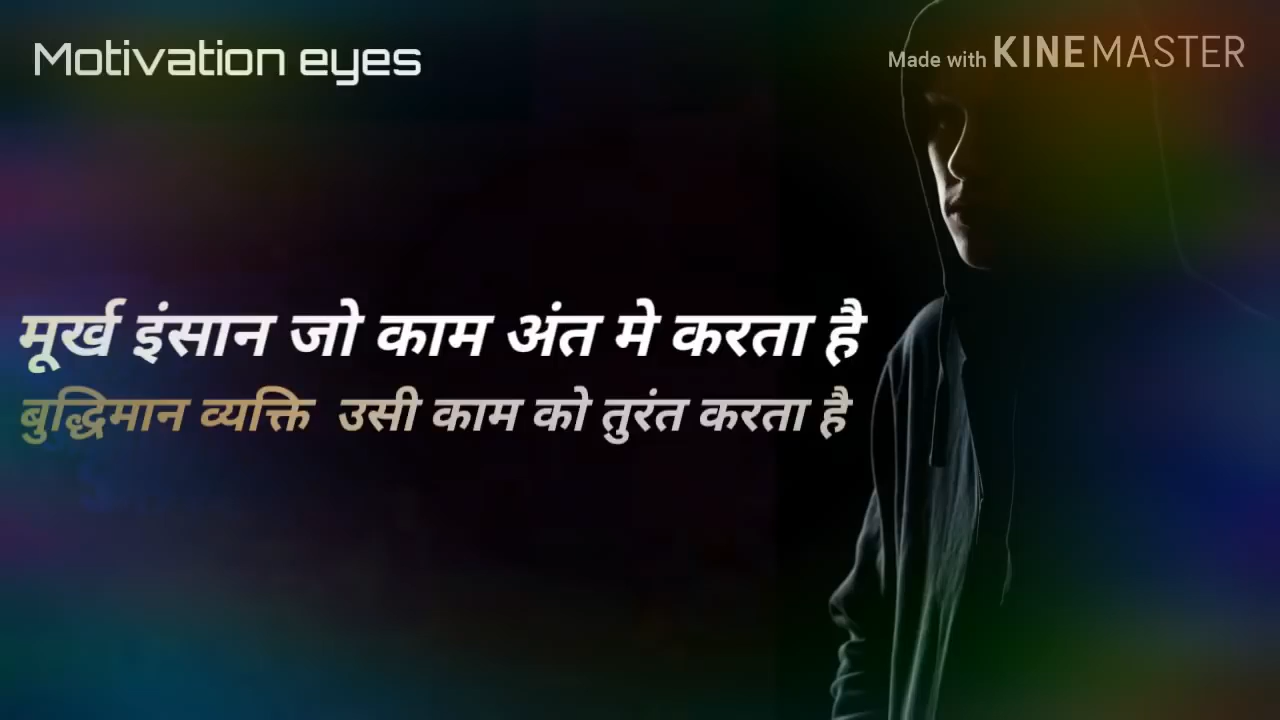 Motivation eyes
Made with KINEMASTER
मूर्ख इंसान जो काम अंत मे करता है
बुद्धिमान व्यक्ति उसी काम को तुरंत करता है